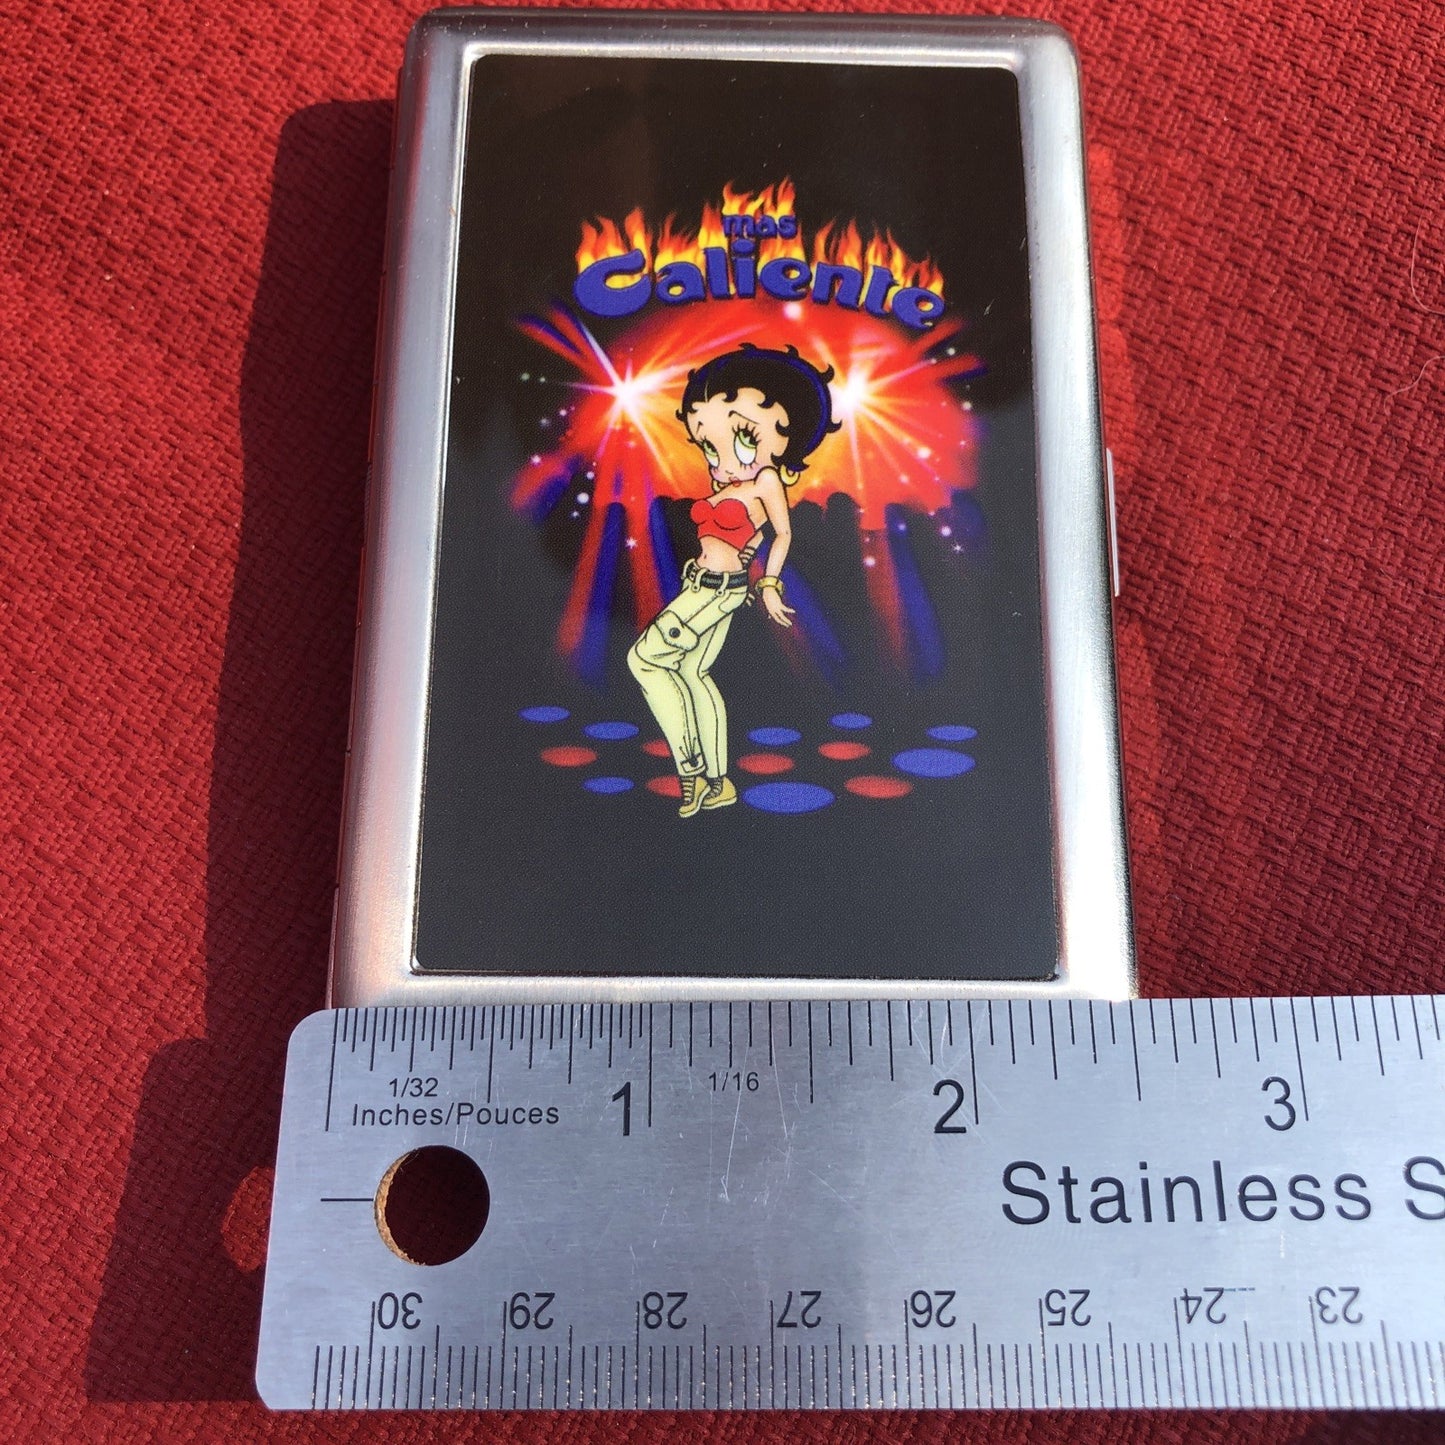 mas
Caliente
1/32
Inches/Pouces
1
1/16
2
3
Stainless S
30 29 28 27 26 25 24 23